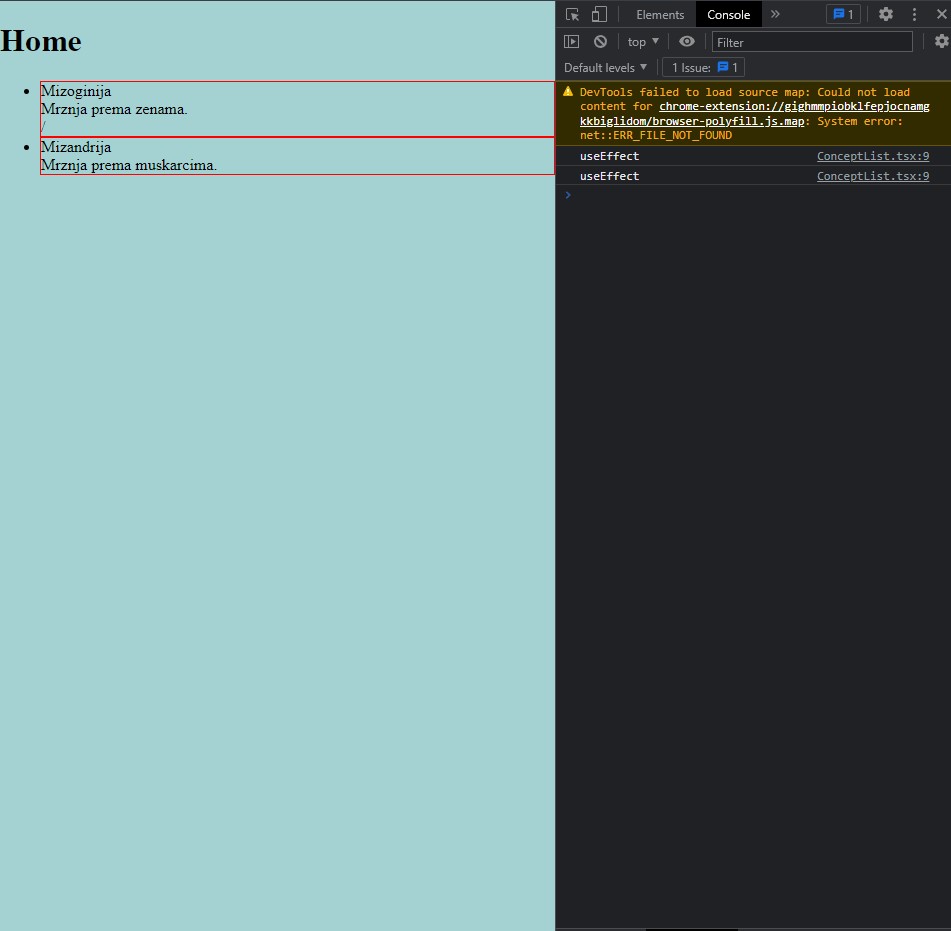 Home
Mizoginija
Mrznja prema zenama.
/
Mizandrija
Mrznja prema muskarcima.
Elements
Console
1
top
Filter
Default levels
1 Issue:
1
DevTools failed to load source map: Could not load
content for chrome-extension://gighmmpiobklfepjocnamg
kkbiglidom/browser-polyfill.js.map: System error:
net::ERR_FILE_NOT_FOUND
useEffect ConceptList.tsx:9
useEffect ConceptList.tsx:9